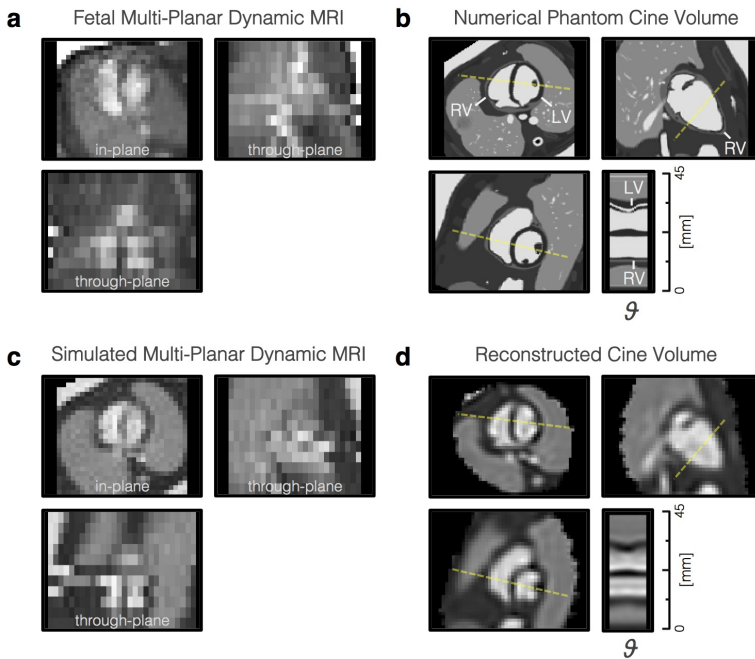 a Fetal Multi-Planar Dynamic MRI
in-plane
through-plane
through-plane
b Numerical Phantom Cine Volume
RV
LV
RV
LV
RV
45
[mm]
0
ϑ
c Simulated Multi-Planar Dynamic MRI
in-plane
through-plane
through-plane
d Reconstructed Cine Volume
45
[mm]
0
ϑ